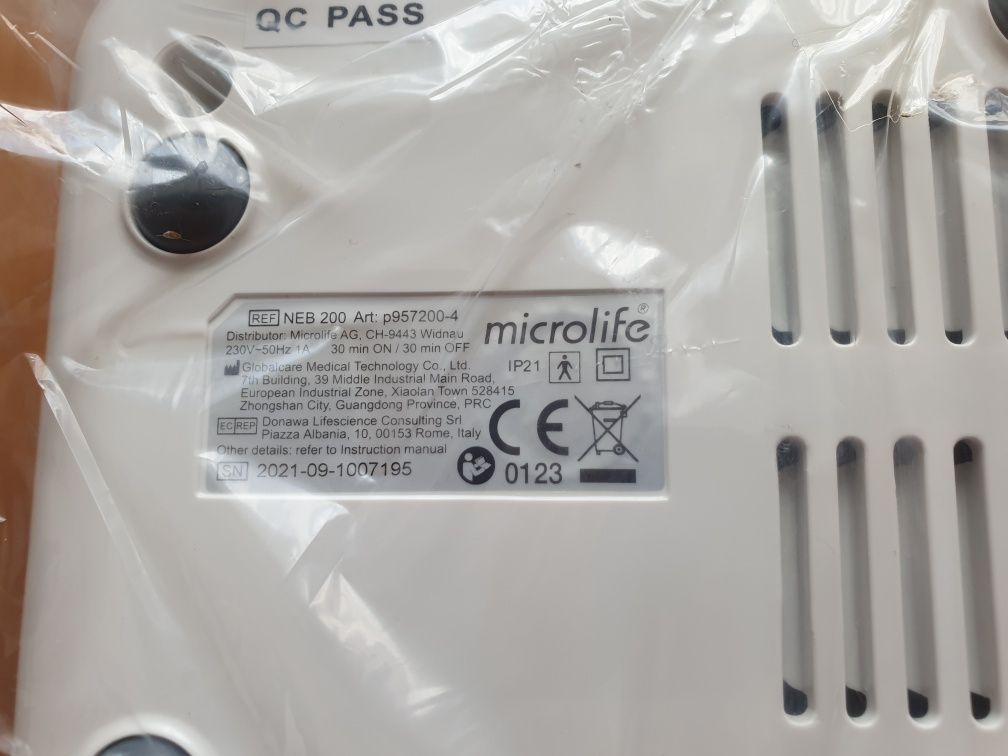 QC PASS
REF NEB 200 Art: p957200-4
Distributor: Microlife AG, CH-9443 Widnau
230V~50Hz 1A 30 min ON / 30 min OFF
Globalcare Medical Technology Co., Ltd.
7th Building, 39 Middle Industrial Main Road,
European Industrial Zone, Xiaolan Town 528415
Zhongshan City, Guangdong Province, PRC
EC REP Donawa Lifescience Consulting Srl
Piazza Albania, 10, 00153 Rome, Italy
Other details: refer to Instruction manual
SN 2021-09-1007195
microlife®
IP21
CE
0123